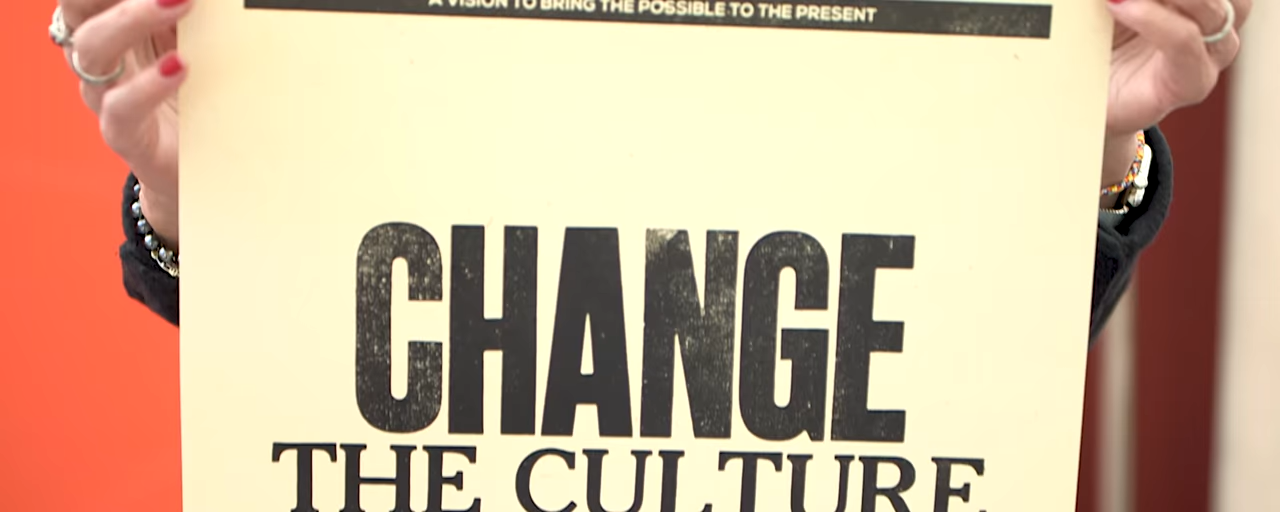 A VISION TO BRING THE POSSIBLE TO THE PRESENT
CHANGE
THE CULTURE